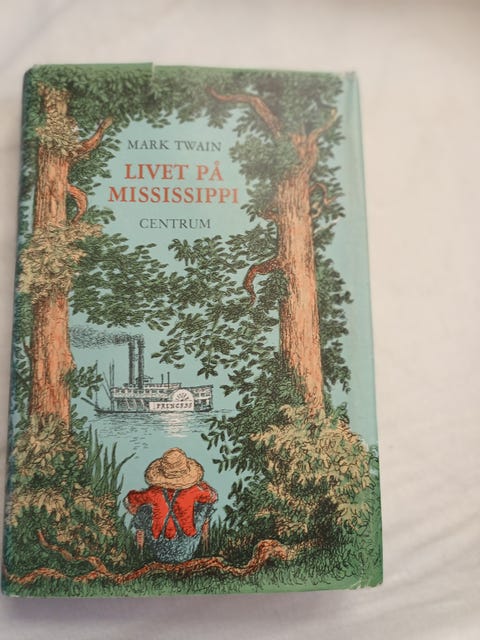 MARK TWAIN
LIVET PÅ
MISSISSIPPI
CENTRUM
PRINCESS